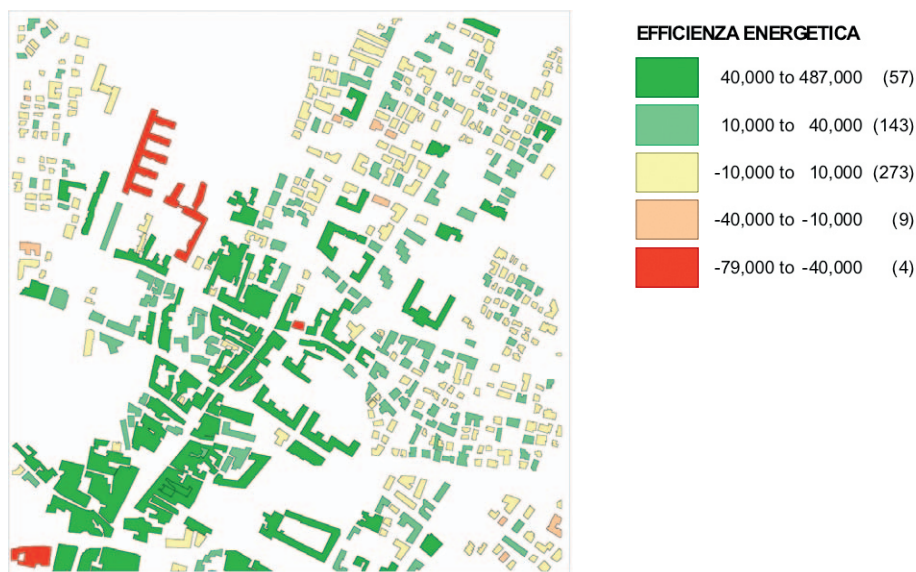 EFFICIENZA ENERGETICA
40,000 to 487,000 (57)
10,000 to 40,000 (143)
-10,000 to 10,000 (273)
-40,000 to -10,000 (9)
-79,000 to -40,000 (4)